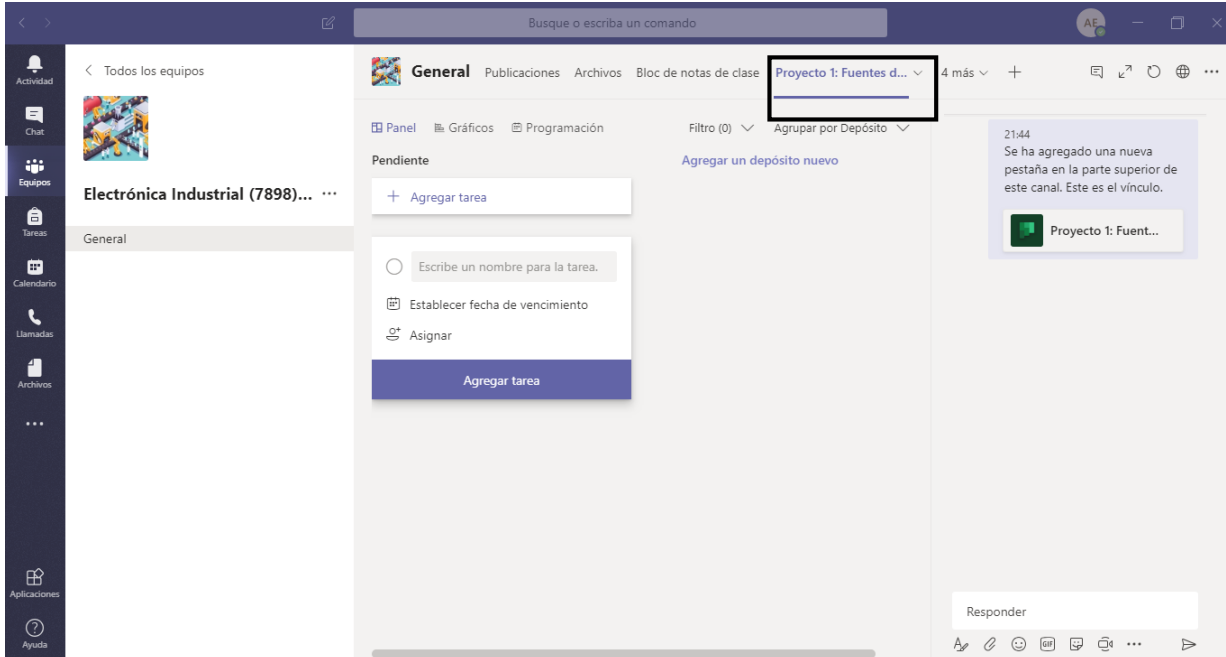 Busque o escriba un comando
AF
Actividad
Chat
Equipos
Tareas
Calendario
Llamadas
Archivos
Aplicaciones
Ayuda
Todos los equipos
Electrónica Industrial (7898)...
General
General Publicaciones Archivos Bloc de notas de clase Proyecto 1: Fuentes d... 4 más
Panel Gráficos Programación Filtro (0) Agrupar por Depósito
Pendiente Agregar un depósito nuevo
Agregar tarea
Escribe un nombre para la tarea.
Establecer fecha de vencimiento
Asignar
Agregar tarea
21:44
Se ha agregado una nueva
pestaña en la parte superior de
este canal. Este es el vínculo.
Proyecto 1: Fuent...
Responder
GIF